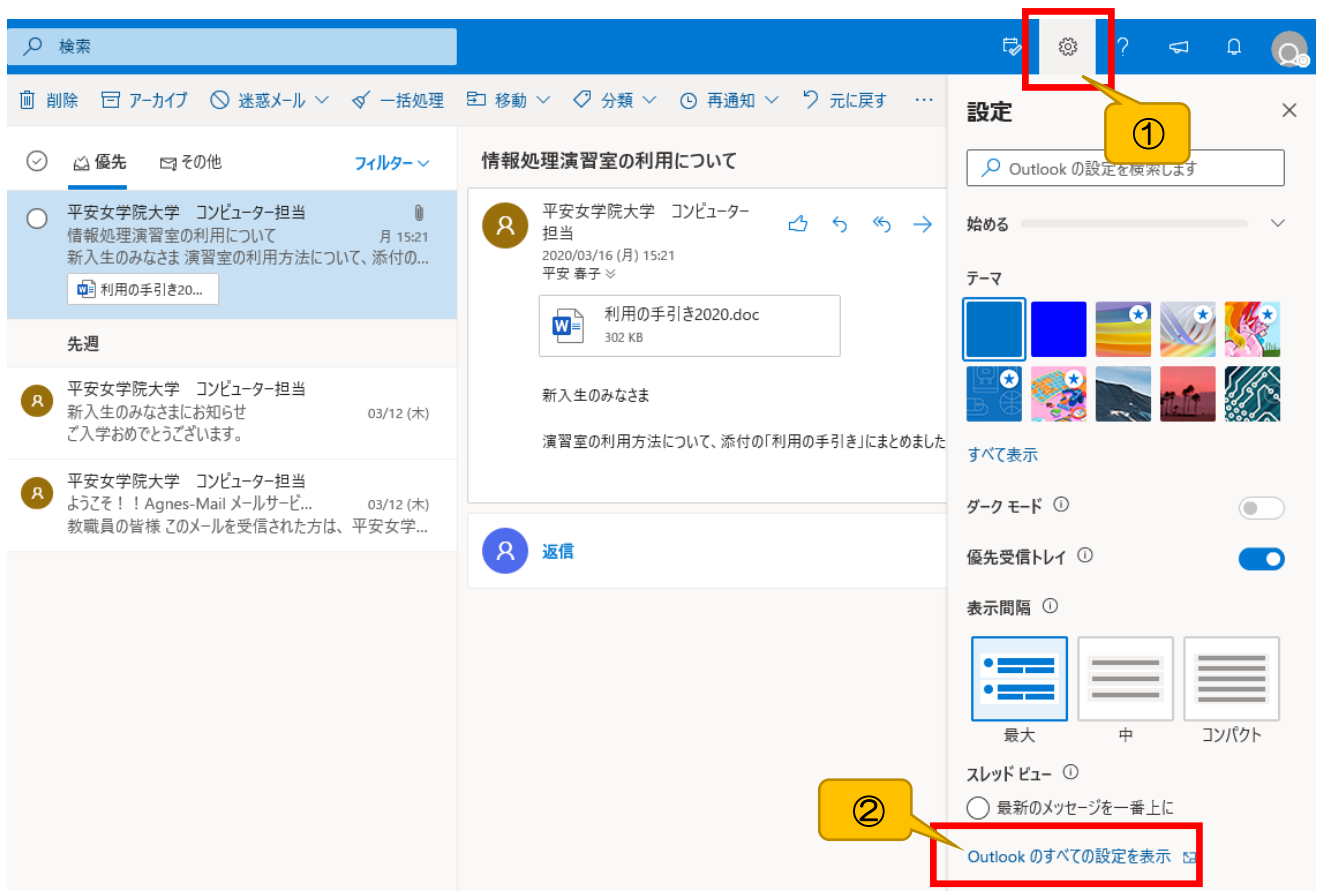 検索
?
削除 アーカイブ 迷惑メール 一括処理 移動 分類 再通知 元に戻す …
優先 その他 フィルター
平安女学院大学 コンピューター担当
情報処理演習室の利用について 月 15:21
新入生のみなさま 演習室の利用方法について、添付の...
利用の手引き20...
先週
平安女学院大学 コンピューター担当
新入生のみなさまにお知らせ 03/12 (木)
ご入学おめでとうございます。
平安女学院大学 コンピューター担当
ようこそ！！Agnes-Mail メールサービ... 03/12 (木)
教職員の皆様 このメールを受信された方は、平安女学...
情報処理演習室の利用について
平安女学院大学 コンピューター
担当
2020/03/16 (月) 15:21
平安 春子
利用の手引き2020.doc
302 KB
新入生のみなさま
演習室の利用方法について、添付の「利用の手引き」にまとめました
返信
設定
①
Outlook の設定を検索します
始める
テーマ
すべて表示
ダーク モード
優先受信トレイ
表示間隔
最大 中 コンパクト
スレッド ビュー
最新のメッセージを一番上に
②
Outlook のすべての設定を表示